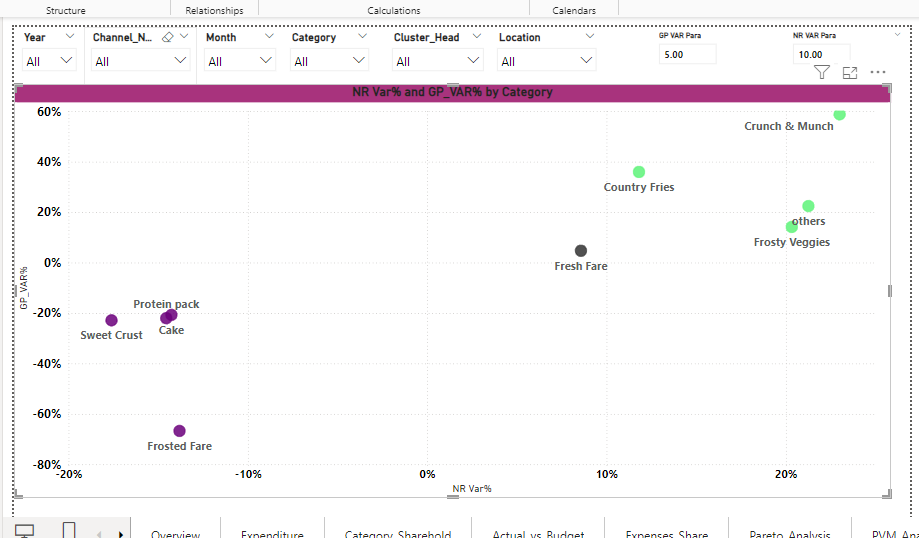 Structure Relationships Calculations Calendars
Year Channel_N... Month Category Cluster_Head Location GP VAR Para NR VAR Para
All All All All All All 5.00 10.00
NR Var% and GP_VAR% by Category
60%
Crunch & Munch
40%
Country Fries
20%
others
Frosty Veggies
0%
Fresh Fare
GP_VAR%
Protein pack
-20%
Cake
Sweet Crust
-40%
-60%
Frosted Fare
-80%
-20% -10% 0% 10% 20%
NR Var%
Overview Expenditure Category Sharehold Actual vs Budget Expenses Share Pareto Analysis PVM Ana